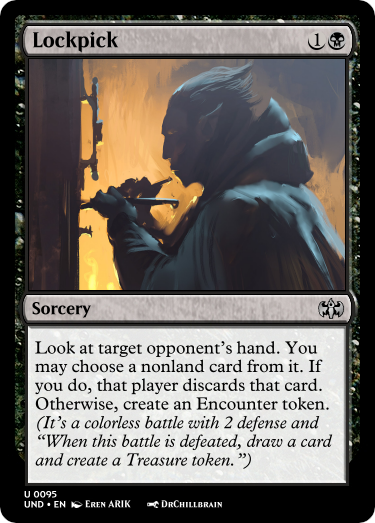 Lockpick 1
Sorcery
Look at target opponent's hand. You
may choose a nonland card from it. If
you do, that player discards that card.
Otherwise, create an Encounter token.
(It's a colorless battle with 2 defense and
"When this battle is defeated, draw a card
and create a Treasure token.")
U 0095
UND • EN EREN ARIK DRCHILLBRAIN